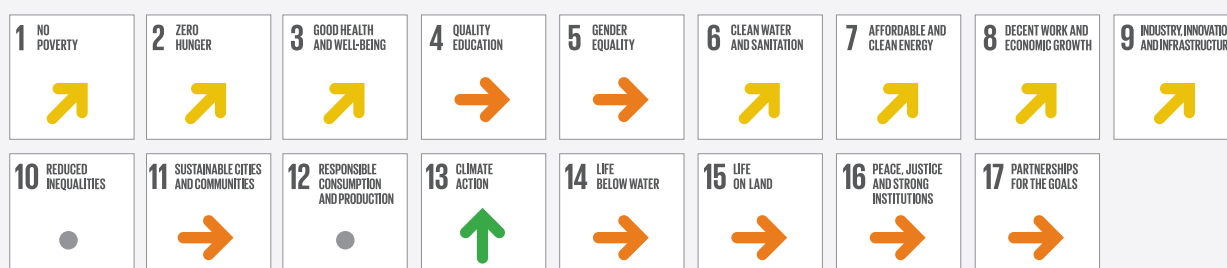 1 NO
POVERTY
2 ZERO
HUNGER
3 GOOD HEALTH
AND WELL-BEING
4 QUALITY
EDUCATION
5 GENDER
EQUALITY
6 CLEAN WATER
AND SANITATION
7 AFFORDABLE AND
CLEAN ENERGY
8 DECENT WORK AND
ECONOMIC GROWTH
9 INDUSTRY, INNOVATIO
AND INFRASTRUCTUR
10 REDUCED
INEQUALITIES
11 SUSTAINABLE CITIES
AND COMMUNITIES
12 RESPONSIBLE
CONSUMPTION
AND PRODUCTION
13 CLIMATE
ACTION
14 LIFE
BELOW WATER
15 LIFE
ON LAND
16 PEACE, JUSTICE
AND STRONG
INSTITUTIONS
17 PARTNERSHIPS
FOR THE GOALS